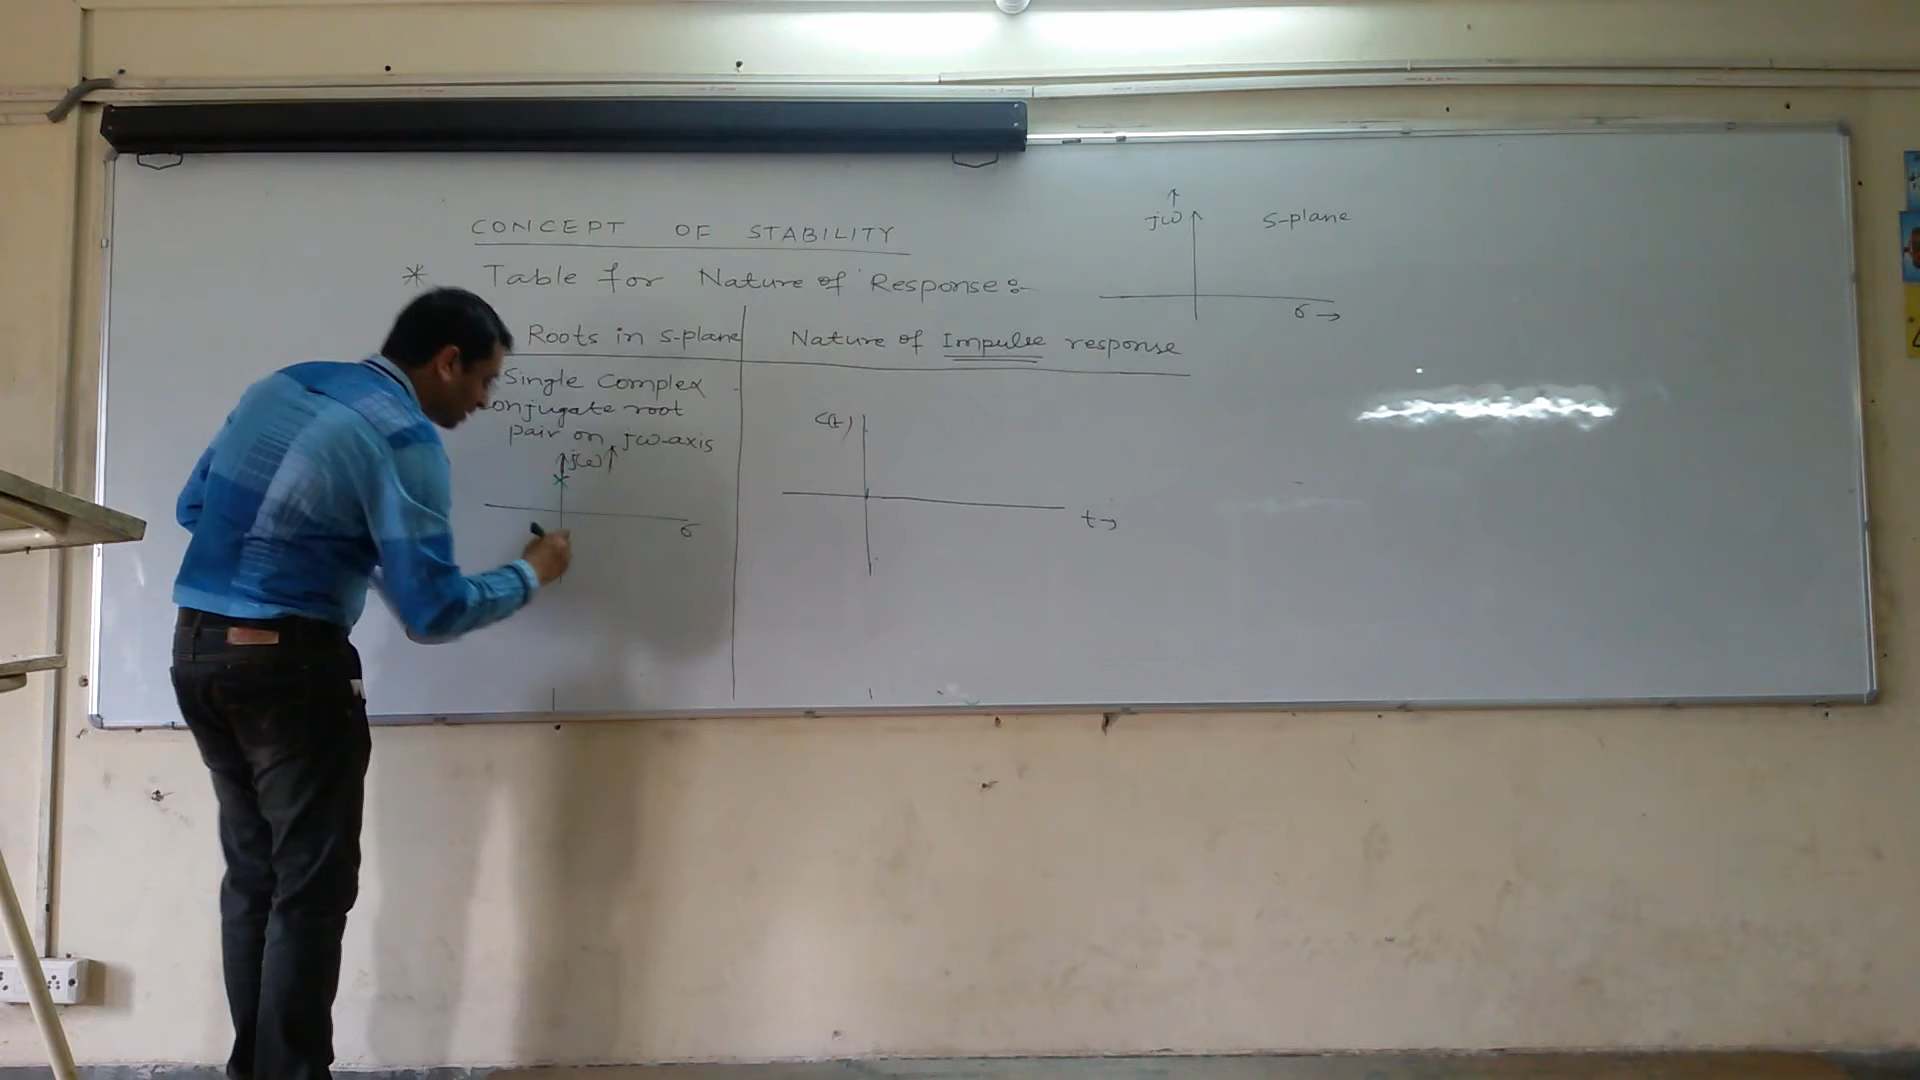 CONCEPT OF STABILITY
* Table for Nature of Response:-
Roots in s-plane
Nature of Impulse response
Single Complex
onjugate root
pair on jω-axis
jω
σ
c(t)
t→
jω
s-plane
σ→